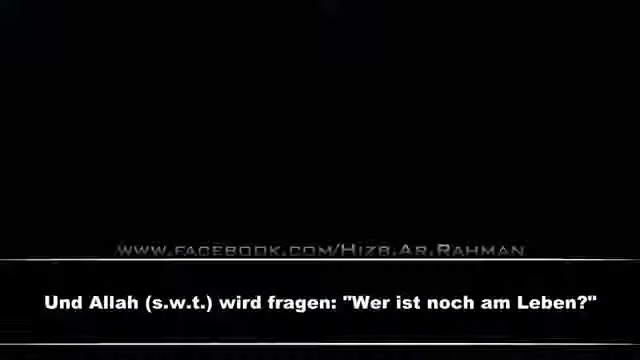 www.facebook.com/Hizb.Ar.Rahman
Und Allah (s.w.t.) wird fragen: "Wer ist noch am Leben?"